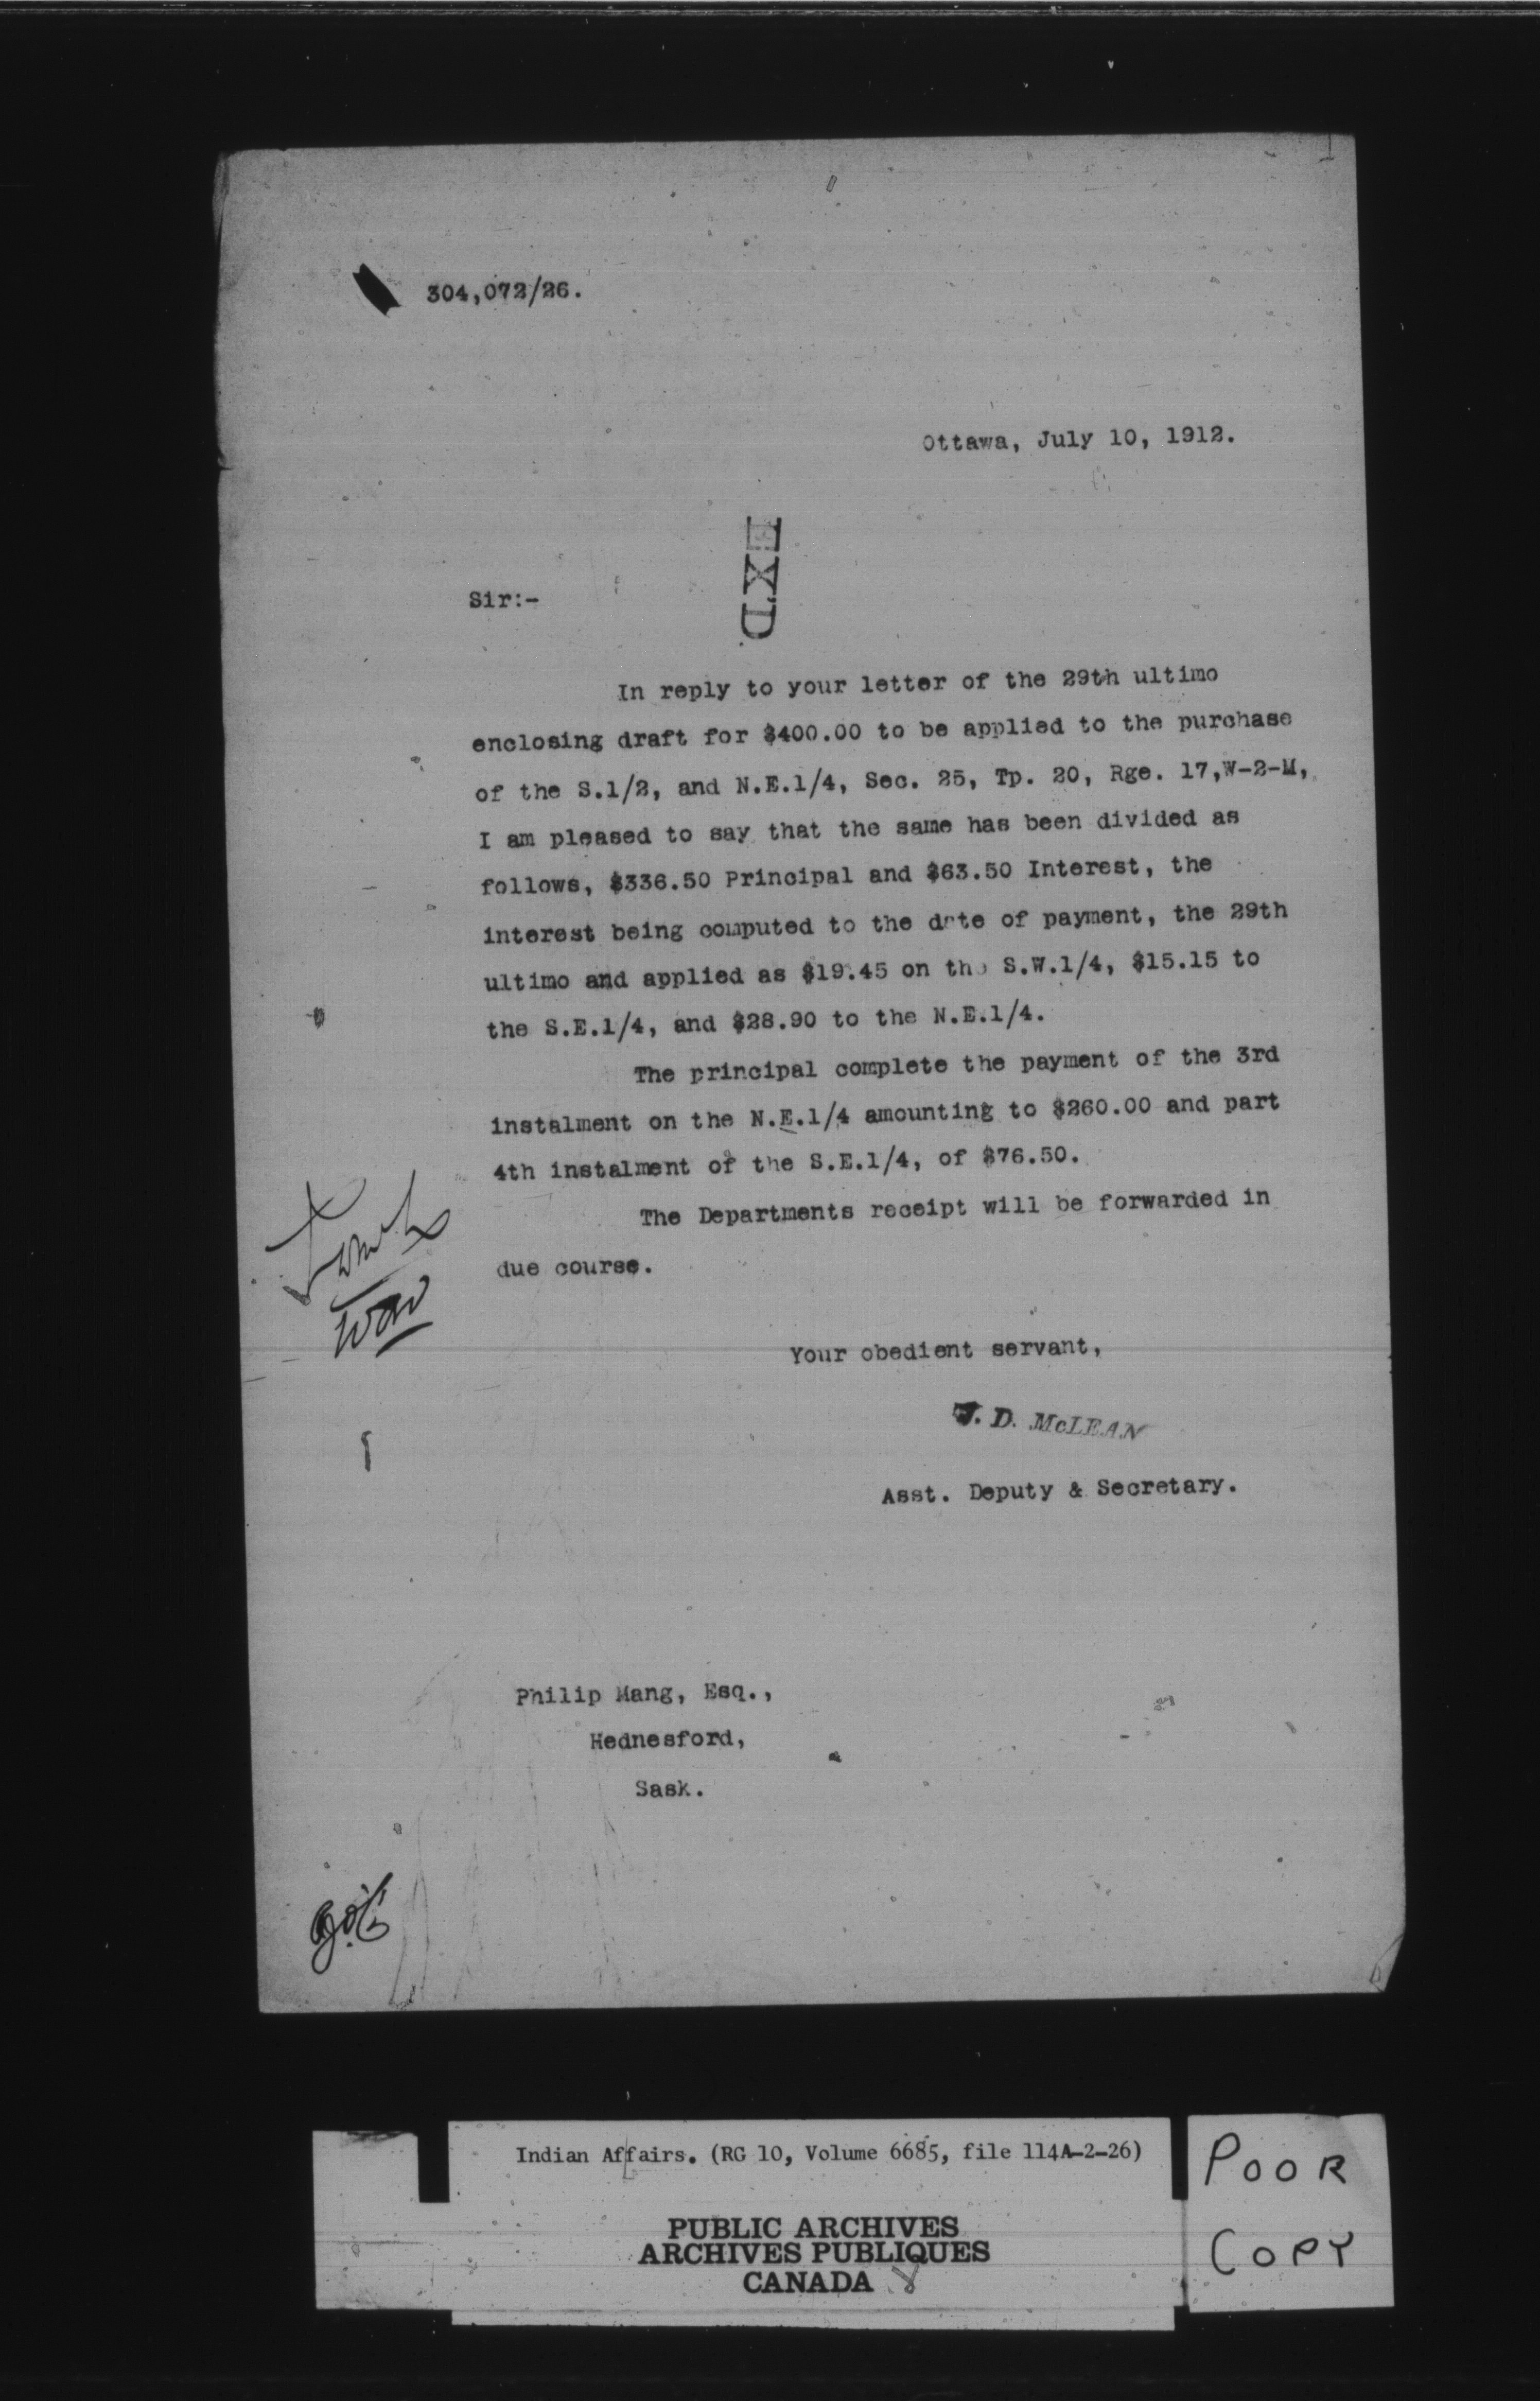 304,072/26.
Ottawa, July 10, 1912.
EX'D.
Sir:-
In reply to your letter of the 29th ultimo
enclosing draft for $400.00 to be applied to the purchase
of the S.1/2, and N.E.1/4, Sec. 25, Tp. 20, Rge. 17,W-2-M,
I am pleased to say that the same has been divided as
follows, $336.50 Principal and $63.50 Interest, the
interest being computed to the date of payment, the 29th
ultimo and applied as $19.45 on the S.W.1/4, $15.15 to
the S.E.1/4, and $28.90 to the N.E.1/4.
The principal complete the payment of the 3rd
instalment on the N.E.1/4 amounting to $260.00 and part
4th instalment of the S.E.1/4, of $76.50.
The Departments receipt will be forwarded in
due course.
Your obedient servant,
J. D. McLEAN
Asst. Deputy & Secretary.
Philip Mang, Esq.,
Hednesford,
Sask.
Indian Affairs. (RG 10, Volume 6685, file 114A-2-26)
PUBLIC ARCHIVES
ARCHIVES PUBLIQUES
CANADA
POOR
COPY